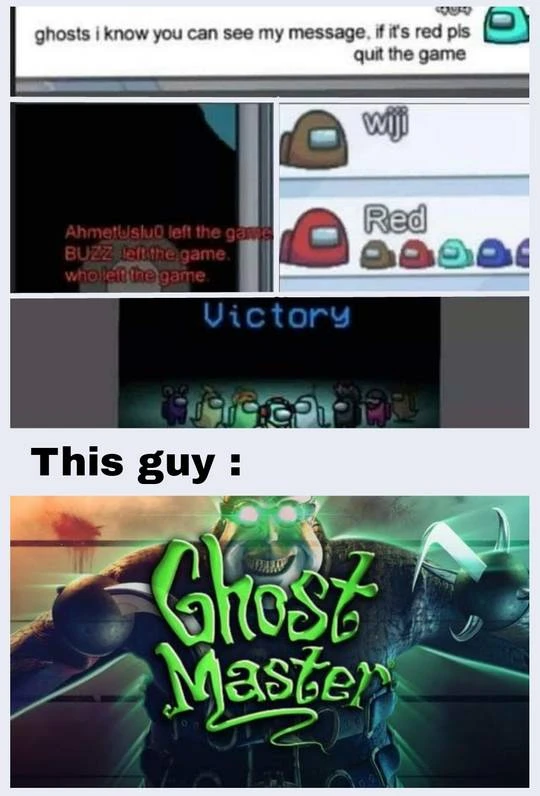 ghosts i know you can see my message, if it's red pls
quit the game
AhmetUslu0 left the game
BUZZ left the game.
who left the game.
wiji
Red
Victory
This guy :
Ghost
Master